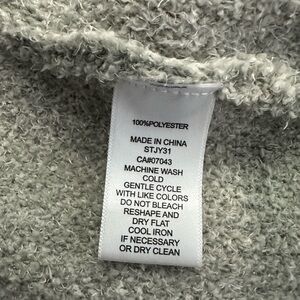 100%POLYESTER
MADE IN CHINA
STJY31
CA#07043
MACHINE WASH
COLD
GENTLE CYCLE
WITH LIKE COLORS
DO NOT BLEACH
RESHAPE AND
DRY FLAT
COOL IRON
IF NECESSARY
OR DRY CLEAN